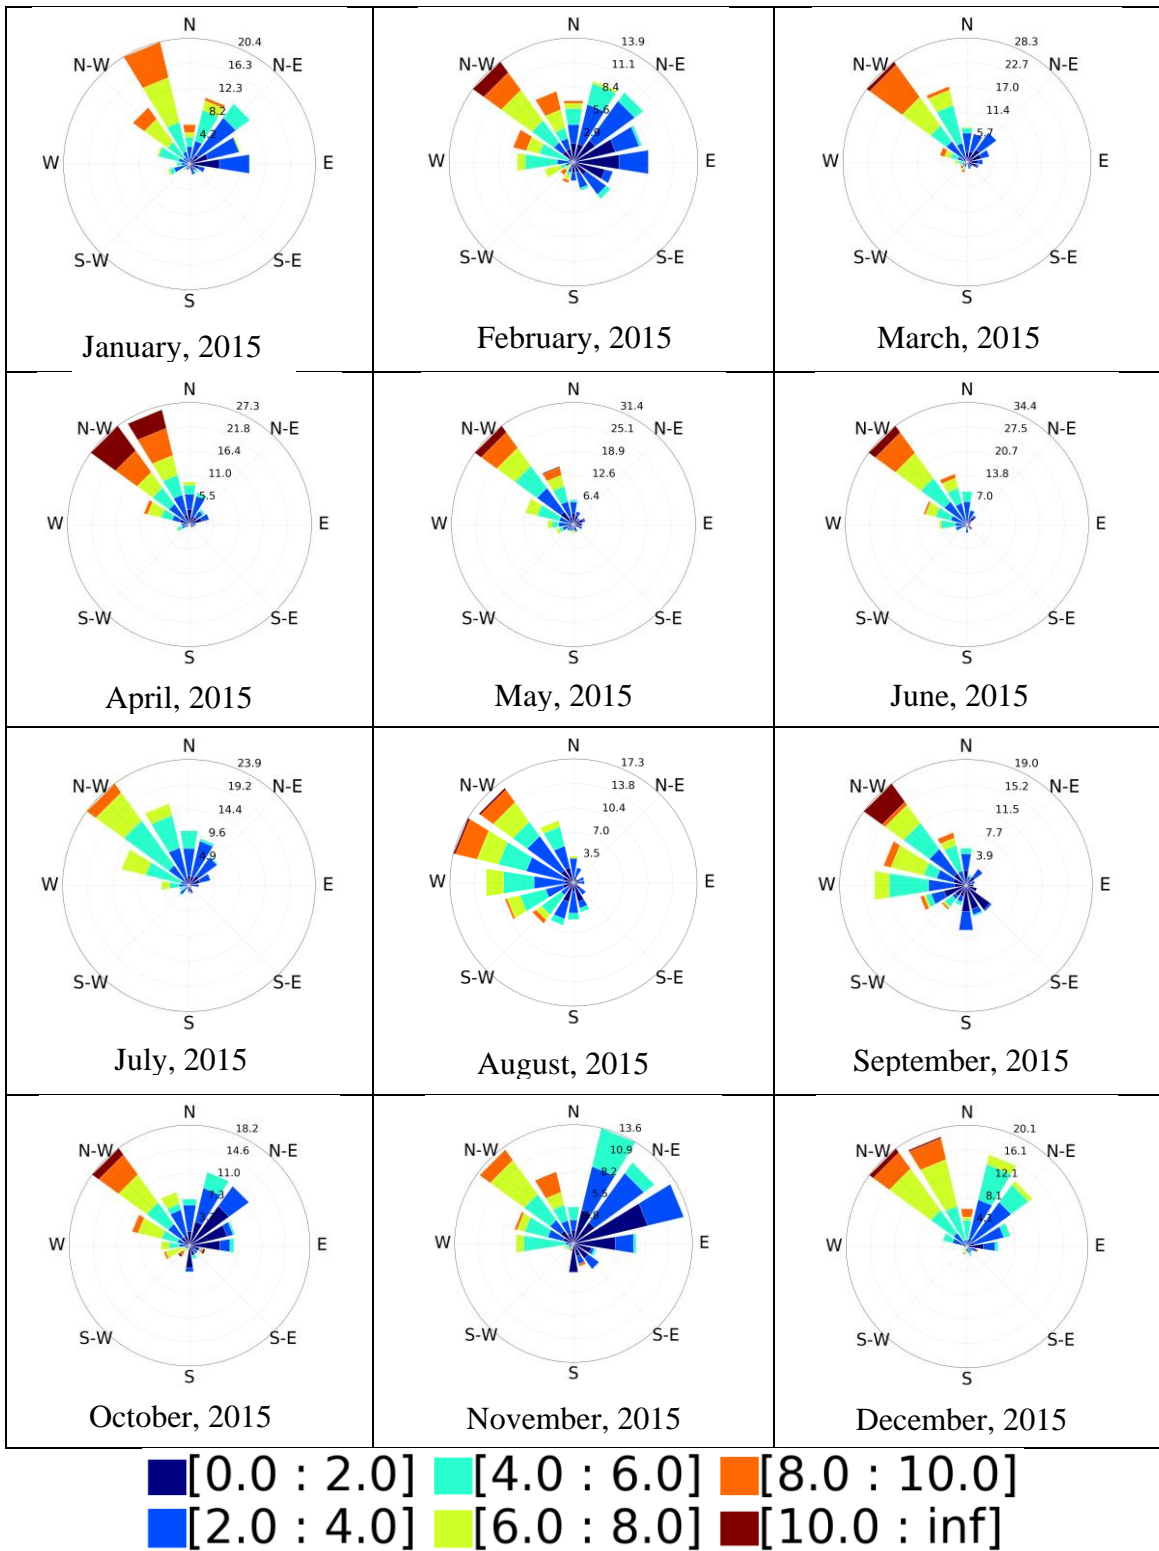 N
20.4
N-W
16.3
N-E
12.3
8.2
4.2
W
E
S-W
S-E
S
January, 2015
N
13.9
N-W
11.1
N-E
8.4
5.6
2.9
W
E
S-W
S-E
S
February, 2015
N
28.3
N-W
22.7
N-E
17.0
11.4
5.7
W
E
S-W
S-E
S
March, 2015
N
27.3
N-W
21.8
N-E
16.4
11.0
5.5
W
E
S-W
S-E
S
April, 2015
N
31.4
N-W
25.1
N-E
18.9
12.6
6.4
W
E
S-W
S-E
S
May, 2015
N
34.4
N-W
27.5
N-E
20.7
13.8
7.0
W
E
S-W
S-E
S
June, 2015
N
23.9
N-W
19.2
N-E
14.4
9.6
4.9
W
E
S-W
S-E
S
July, 2015
N
17.3
N-W
13.8
N-E
10.4
7.0
3.5
W
E
S-W
S-E
S
August, 2015
N
19.0
N-W
15.2
N-E
11.5
7.7
3.9
W
E
S-W
S-E
S
September, 2015
N
18.2
N-W
14.6
N-E
11.0
7.3
W
E
S-W
S-E
S
October, 2015
N
13.6
N-W
10.9
N-E
8.2
5.5
W
E
S-W
S-E
S
November, 2015
N
20.1
N-W
16.1
N-E
12.1
8.1
W
E
S-W
S-E
S
December, 2015
[0.0 : 2.0] [4.0 : 6.0] [8.0 : 10.0]
[2.0 : 4.0] [6.0 : 8.0] [10.0 : inf]